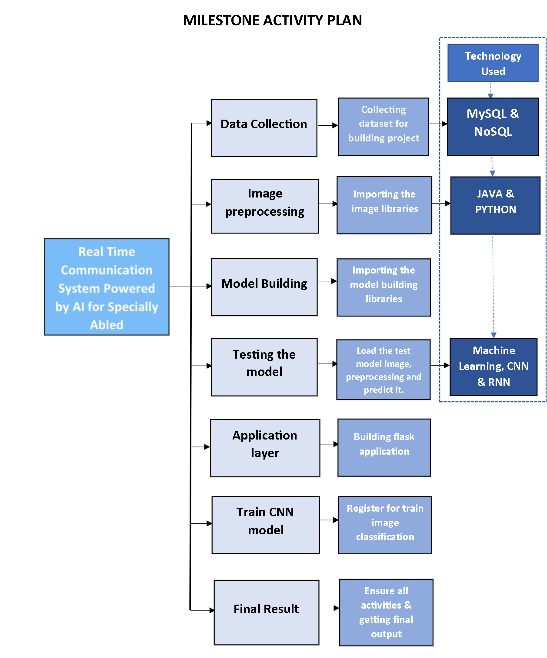 MILESTONE ACTIVITY PLAN
Technology
Used
Data Collection
Collecting
dataset for
building project
MySQL &
NoSQL
Image
preprocessing
Importing the
image libraries
JAVA &
PYTHON
Real Time
Communication
System Powered
by AI for Specially
Abled
Model Building
Importing the
model building
libraries
Testing the
model
Load the test
model image,
preprocessing and
predict it.
Machine
Learning, CNN
& RNN
Application
layer
Building flask
application
Train CNN
model
Register for train
image
classification
Final Result
Ensure all
activities &
getting final
output